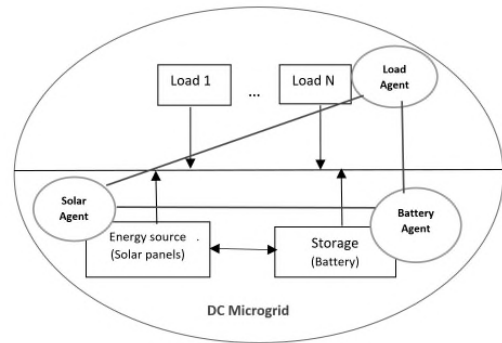 Load
Agent
Load 1
...
Load N
Solar
Agent
Battery
Agent
Energy source .
(Solar panels)
Storage
(Battery)
DC Microgrid